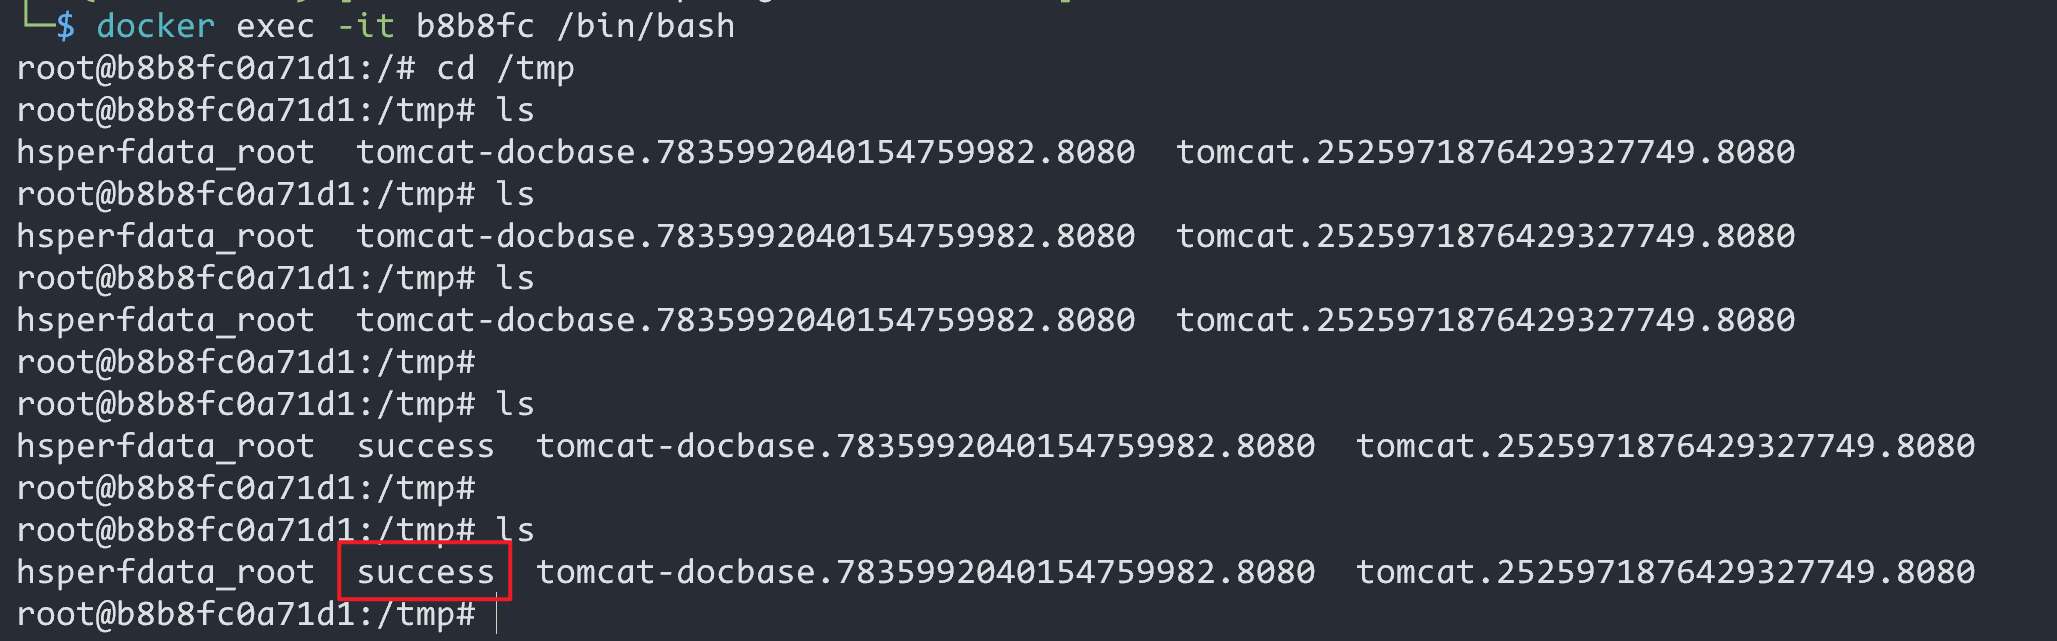 └─$ docker exec -it b8b8fc /bin/bash
root@b8b8fc0a71d1:/# cd /tmp
root@b8b8fc0a71d1:/tmp# ls
hsperfdata_root  tomcat-docbase.7835992040154759982.8080  tomcat.2525971876429327749.8080
root@b8b8fc0a71d1:/tmp# ls
hsperfdata_root  tomcat-docbase.7835992040154759982.8080  tomcat.2525971876429327749.8080
root@b8b8fc0a71d1:/tmp# ls
hsperfdata_root  tomcat-docbase.7835992040154759982.8080  tomcat.2525971876429327749.8080
root@b8b8fc0a71d1:/tmp#
root@b8b8fc0a71d1:/tmp# ls
hsperfdata_root  success  tomcat-docbase.7835992040154759982.8080  tomcat.2525971876429327749.8080
root@b8b8fc0a71d1:/tmp#
root@b8b8fc0a71d1:/tmp# ls
hsperfdata_root  success  tomcat-docbase.7835992040154759982.8080  tomcat.2525971876429327749.8080
root@b8b8fc0a71d1:/tmp#